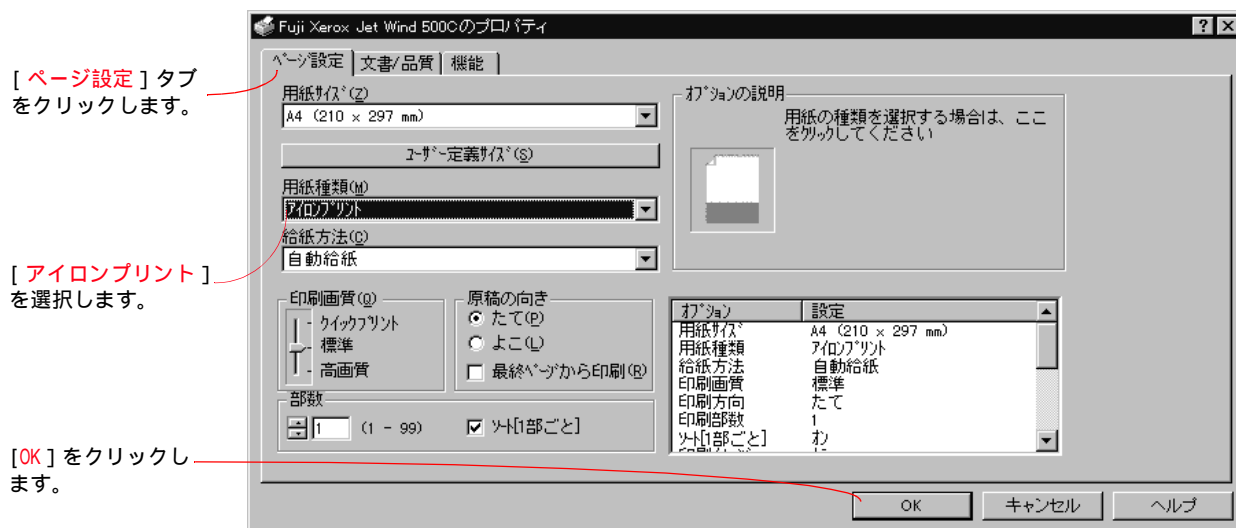 Fuji Xerox Jet Wind 500Cのプロパティ
ﾍﾟｰｼﾞ設定 文書/品質 機能
[ ページ設定 ] タブ
をクリックします。
用紙ｻｲｽﾞ(Z)
A4 (210 x 297 mm)
ﾕｰｻﾞｰ定義ｻｲｽﾞ(S)
用紙種類(M)
ｱｲﾛﾝﾌﾟﾘﾝﾄ
給紙方法(C)
自動給紙
[ アイロンプリント ]
を選択します。
ｵﾌﾟｼｮﾝの説明
用紙の種類を選択する場合は、ここ
をｸﾘｯｸしてください
印刷画質(Q)
ｸｲｯｸﾌﾟﾘﾝﾄ
標準
高画質
原稿の向き
たて(P)
よこ(L)
最終ﾍﾟｰｼﾞから印刷(R)
部数
1 (1 - 99)
ｿｰﾄ[1部ごと]
ｵﾌﾟｼｮﾝ 設定
用紙ｻｲｽﾞ A4 (210 x 297 mm)
用紙種類 ｱｲﾛﾝﾌﾟﾘﾝﾄ
給紙方法 自動給紙
印刷画質 標準
印刷方向 たて
印刷部数 1
ｿｰﾄ[1部ごと] ｵﾝ
[OK ] をクリックし
ます。
OK キャンセル ヘルプ